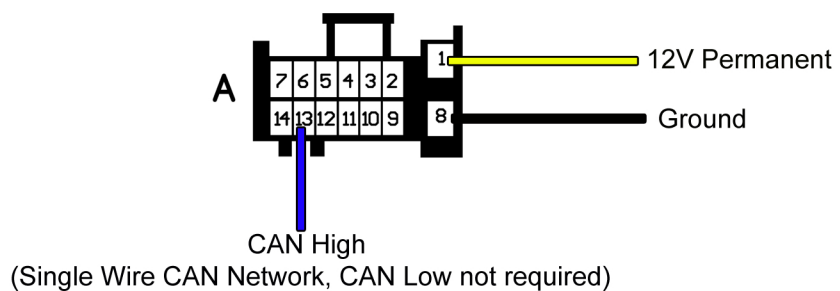 1 12V Permanent
A 7 6 5 4 3 2
14 13 12 11 10 9 8 Ground
CAN High
(Single Wire CAN Network, CAN Low not required)